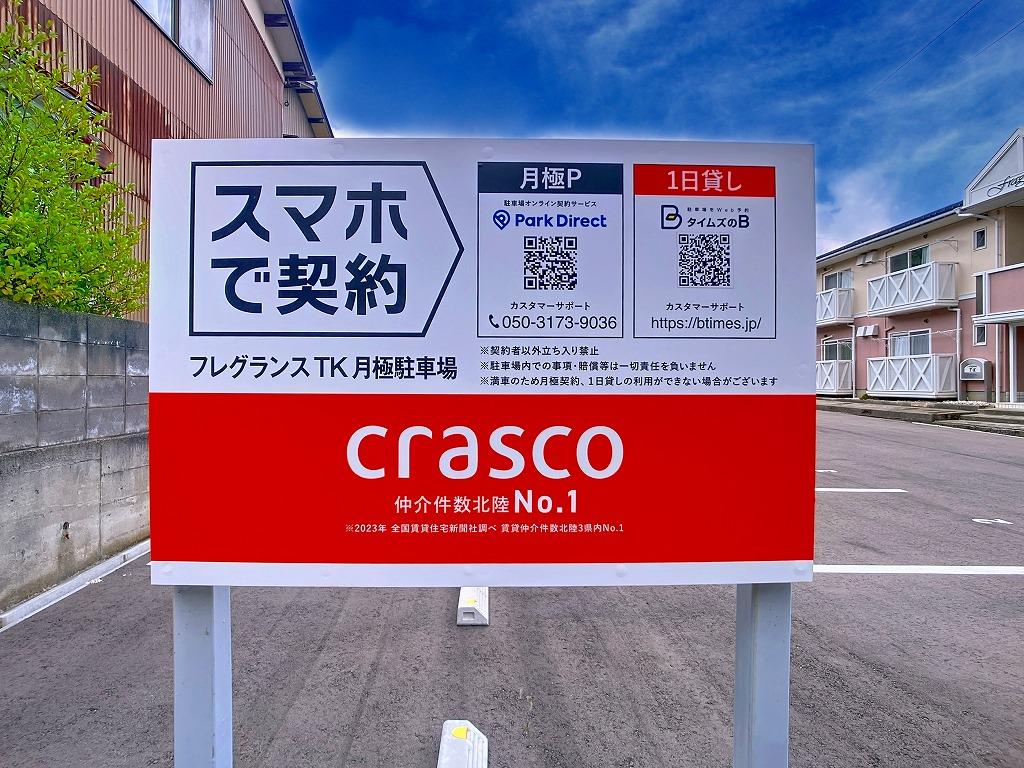 スマホ
で契約
フレグランスTK月極駐車場
月極P
駐車場オンライン契約サービス
Park Direct
カスタマーサポート
050-3173-9036
1日貸し
駐車場をWeb予約
タイムズのB
カスタマーサポート
https://btimes.jp/
※契約者以外立ち入り禁止
※駐車場内での事項・賠償等は一切責任を負いません
※満車のため月極契約、1日貸しの利用ができない場合がございます
crasco
仲介件数北陸No.1
※2023年 全国賃貸住宅新聞社調べ 賃貸仲介件数北陸3県内No.1